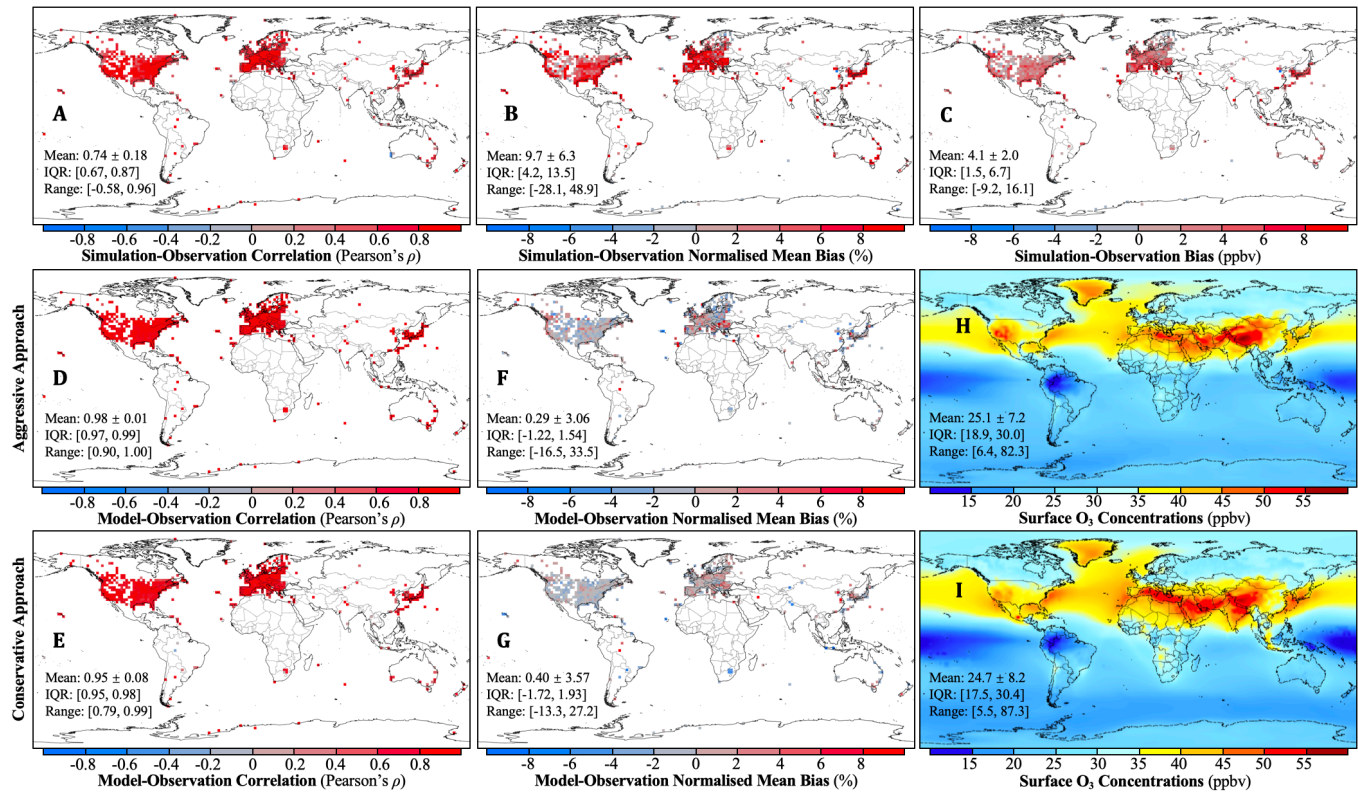 A
Mean: 0.74 ± 0.18
IQR: [0.67, 0.87]
Range: [-0.58, 0.96]
-0.8 -0.6 -0.4 -0.2 0 0.2 0.4 0.6 0.8
Simulation-Observation Correlation (Pearson's ρ)
B
Mean: 9.7 ± 6.3
IQR: [4.2, 13.5]
Range: [-28.1, 48.9]
-8 -6 -4 -2 0 2 4 6 8
Simulation-Observation Normalised Mean Bias (%)
C
Mean: 4.1 ± 2.0
IQR: [1.5, 6.7]
Range: [-9.2, 16.1]
-8 -6 -4 -2 0 2 4 6 8
Simulation-Observation Bias (ppbv)
Aggressive Approach
D
Mean: 0.98 ± 0.01
IQR: [0.97, 0.99]
Range: [0.90, 1.00]
-0.8 -0.6 -0.4 -0.2 0 0.2 0.4 0.6 0.8
Model-Observation Correlation (Pearson's ρ)
F
Mean: 0.29 ± 3.06
IQR: [-1.22, 1.54]
Range: [-16.5, 33.5]
-8 -6 -4 -2 0 2 4 6 8
Model-Observation Normalised Mean Bias (%)
H
Mean: 25.1 ± 7.2
IQR: [18.9, 30.0]
Range: [6.4, 82.3]
15 20 25 30 35 40 45 50 55
Surface O₃ Concentrations (ppbv)
Conservative Approach
E
Mean: 0.95 ± 0.08
IQR: [0.95, 0.98]
Range: [0.79, 0.99]
-0.8 -0.6 -0.4 -0.2 0 0.2 0.4 0.6 0.8
Model-Observation Correlation (Pearson's ρ)
G
Mean: 0.40 ± 3.57
IQR: [-1.72, 1.93]
Range: [-13.3, 27.2]
-8 -6 -4 -2 0 2 4 6 8
Model-Observation Normalised Mean Bias (%)
I
Mean: 24.7 ± 8.2
IQR: [17.5, 30.4]
Range: [5.5, 87.3]
15 20 25 30 35 40 45 50 55
Surface O₃ Concentrations (ppbv)